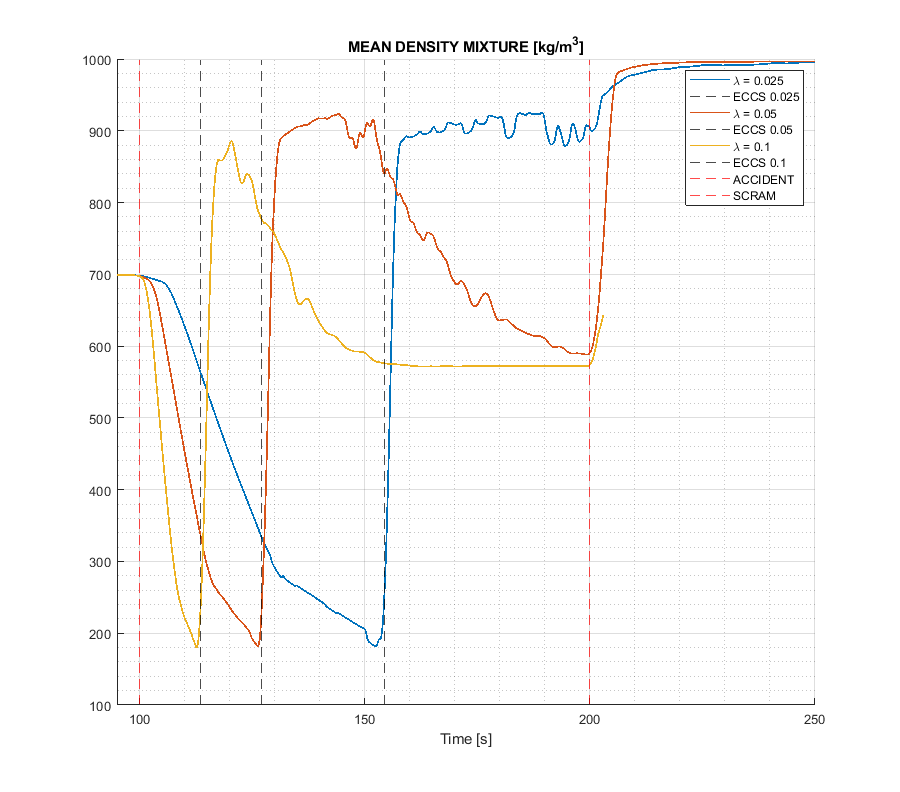 MEAN DENSITY MIXTURE [kg/m³]
1000
900
800
700
600
500
400
300
200
100
λ = 0.025
ECCS 0.025
λ = 0.05
ECCS 0.05
λ = 0.1
ECCS 0.1
ACCIDENT
SCRAM
100 150 200 250
Time [s]